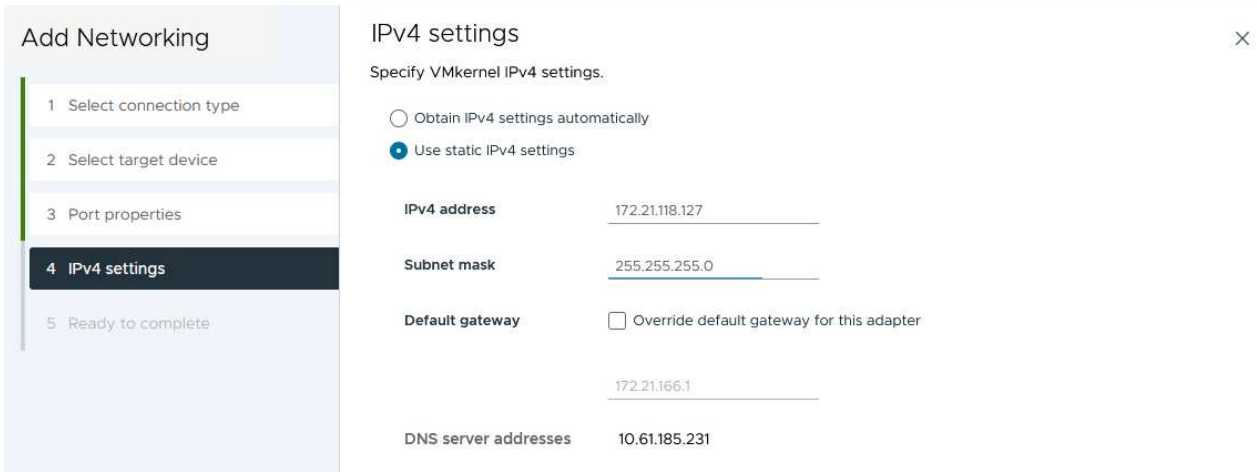 Add Networking
1 Select connection type
2 Select target device
3 Port properties
4 IPv4 settings
5 Ready to complete
IPv4 settings
Specify VMkernel IPv4 settings.
Obtain IPv4 settings automatically
Use static IPv4 settings
IPv4 address 172.21.118.127
Subnet mask 255.255.255.0
Default gateway Override default gateway for this adapter
172.21.166.1
DNS server addresses 10.61.185.231